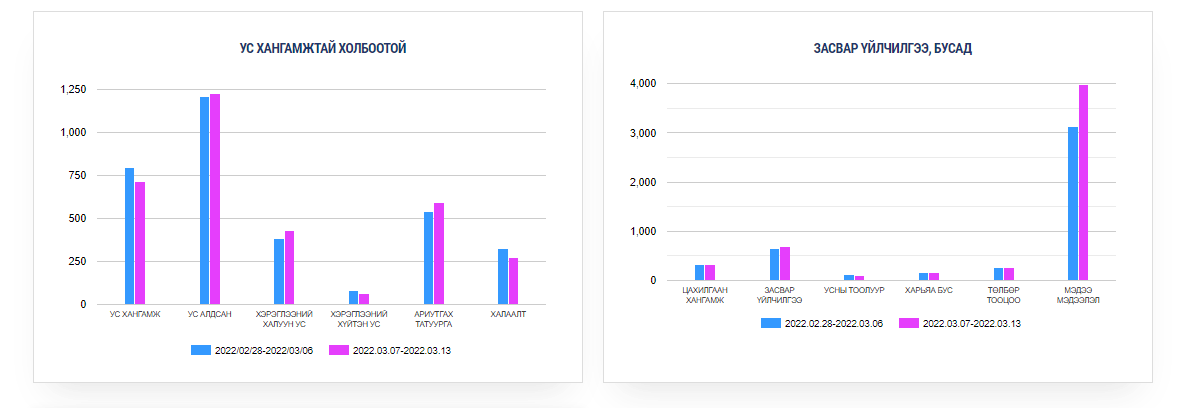 УС ХАНГАМЖТАЙ ХОЛБООТОЙ
1,250
1,000
750
500
250
0
УС ХАНГАМЖ
УС АЛДСАН
ХЭРЭГЛЭЭНИЙ
ХАЛУУН УС
ХЭРЭГЛЭЭНИЙ
ХҮЙТЭН УС
АРИУТГАХ
ТАТУУРГА
ХАЛААЛТ
2022/02/28-2022/03/06
2022.03.07-2022.03.13
ЗАСВАР ҮЙЛЧИЛГЭЭ, БУСАД
4,000
3,000
2,000
1,000
0
ЦАХИЛГААН
ХАНГАМЖ
ЗАСВАР
ҮЙЛЧИЛГЭЭ
УСНЫ ТООЛУУР
ХАРЬЯА БУС
ТӨЛБӨР
ТООЦОО
МЭДЭЭ
МЭДЭЭЛЭЛ
2022.02.28-2022.03.06
2022.03.07-2022.03.13